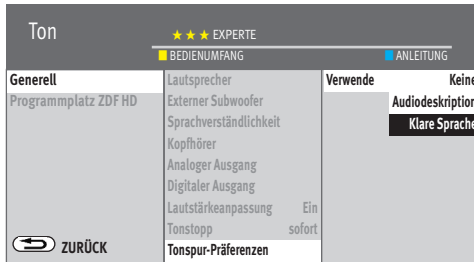 Ton
★★★ EXPERTE
BEDIENUMFANG
ANLEITUNG
Generell
Programmplatz ZDF HD
Lautsprecher
Externer Subwoofer
Sprachverständlichkeit
Kopfhörer
Analoger Ausgang
Digitaler Ausgang
Lautstärkeanpassung Ein
Tonstopp sofort
Tonspur-Präferenzen
Verwende Keine
Audiodeskription
Klare Sprache
ZURÜCK